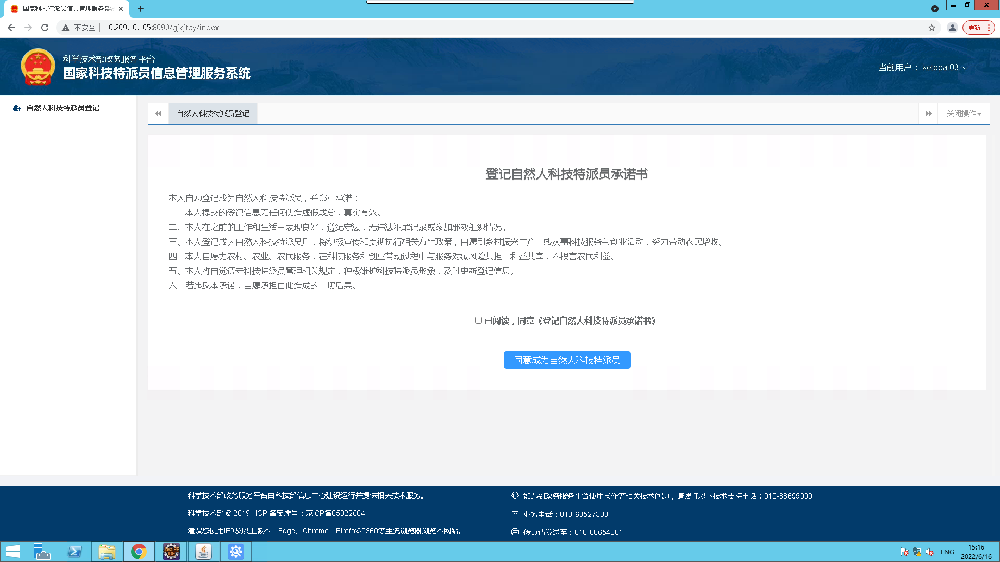 国家科技特派员信息管理服务系统
不安全
10.209.10.105:8090/gjkjtpy/index
更新
科学技术部政务服务平台
国家科技特派员信息管理服务系统
当前用户： ketepai03
自然人科技特派员登记
自然人科技特派员登记
关闭操作
登记自然人科技特派员承诺书
本人自愿登记成为自然人科技特派员，并郑重承诺：
一、本人提交的登记信息无任何伪造虚假成分，真实有效。
二、本人在之前的工作和生活中表现良好，遵纪守法，无违法犯罪记录或参加邪教组织情况。
三、本人登记成为自然人科技特派员后，将积极宣传和贯彻执行相关方针政策，自愿到乡村振兴生产一线从事科技服务与创业活动，努力带动农民增收。
四、本人自愿为农村、农业、农民服务，在科技服务和创业带动过程中与服务对象风险共担、利益共享，不损害农民利益。
五、本人将自觉遵守科技特派员管理相关规定，积极维护科技特派员形象，及时更新登记信息。
六、若违反本承诺，自愿承担由此造成的一切后果。
已阅读，同意《登记自然人科技特派员承诺书》
同意成为自然人科技特派员
科学技术部政务服务平台由科技部信息中心建设运行并提供相关技术服务。
科学技术部 © 2019 | ICP 备案序号：京ICP备05022684
建议您使用IE9及以上版本、Edge、Chrome、Firefox和360等主流浏览器浏览本网站。
如遇到政务服务平台使用操作等相关技术问题，请拨打以下技术支持电话：010-88659000
业务电话：010-68527338
传真请发送至：010-88654001
Java EE
IDE
ENG
15:16
2022/6/16